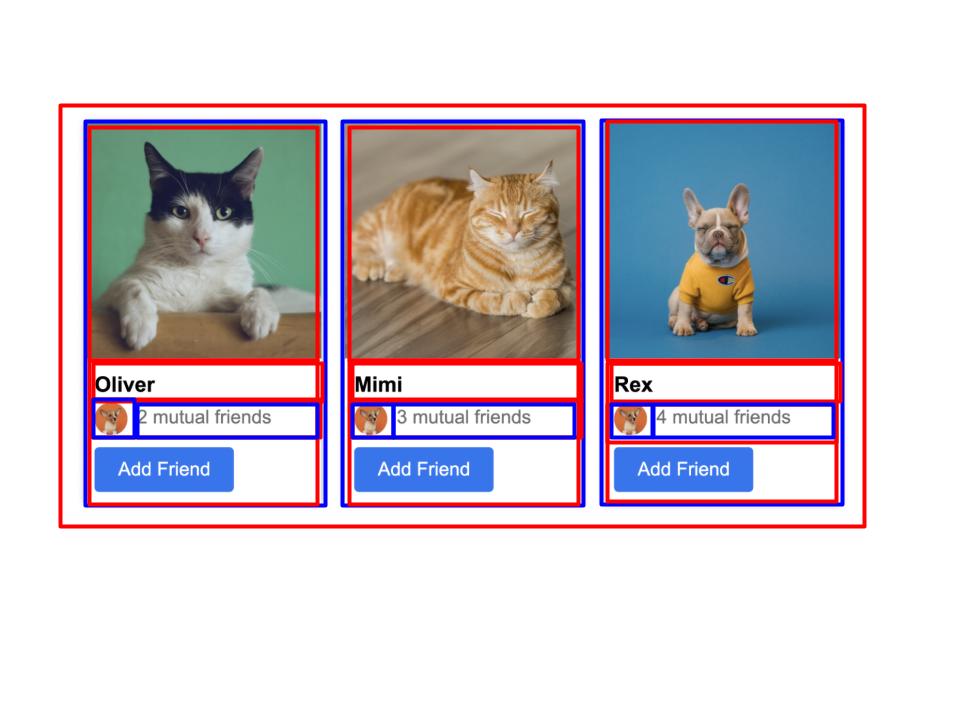 Oliver
2 mutual friends
Add Friend
Mimi
3 mutual friends
Add Friend
Rex
4 mutual friends
Add Friend